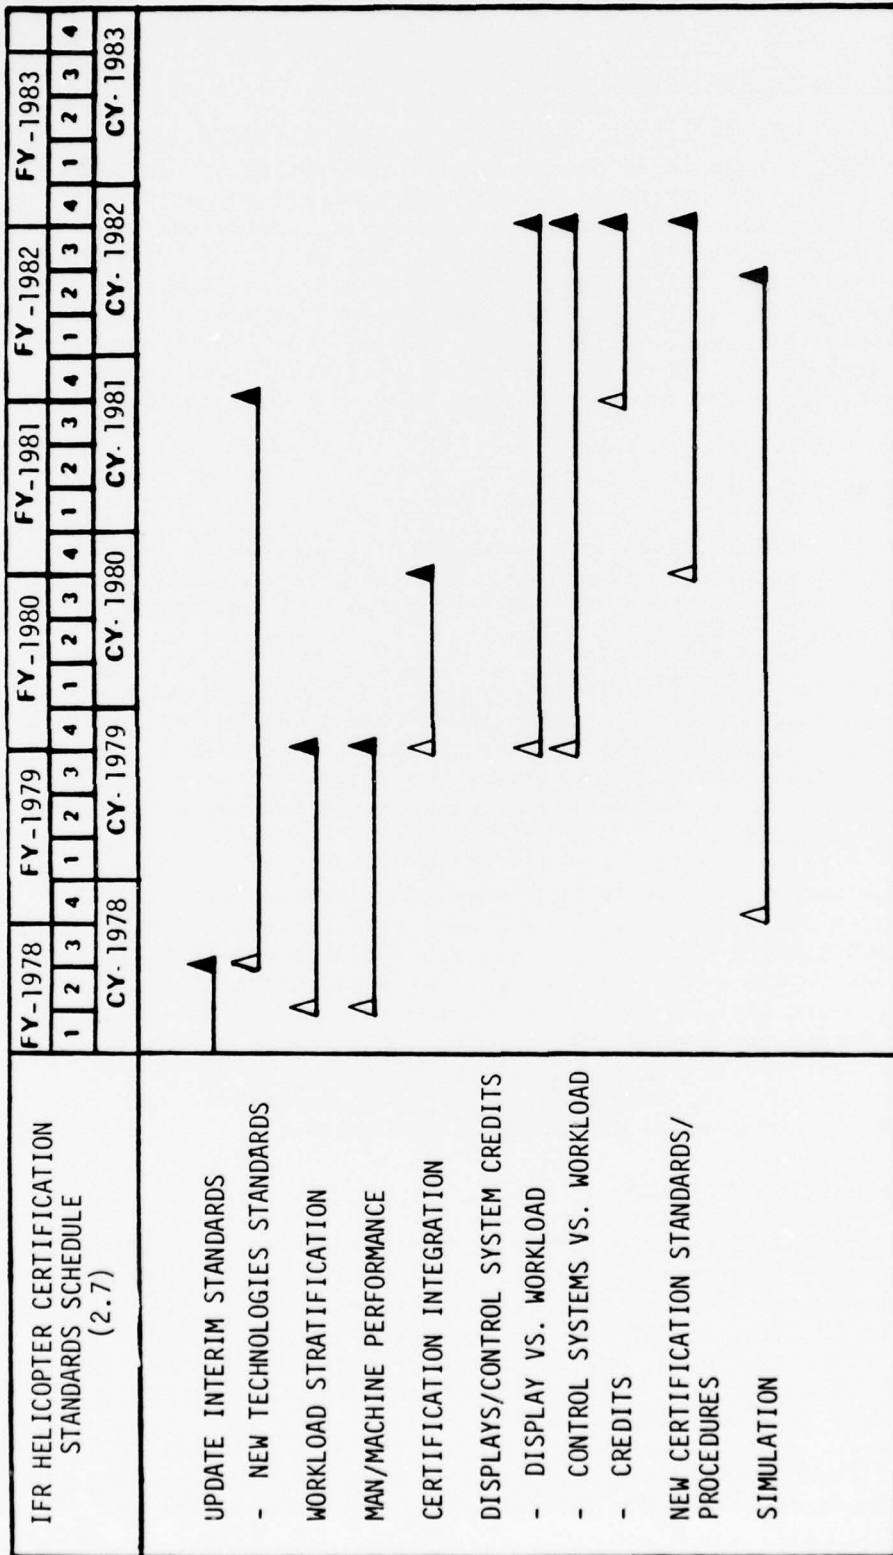 IFR HELICOPTER CERTIFICATION
STANDARDS SCHEDULE
(2.7)
FY-1978 FY-1979 FY-1980 FY-1981 FY-1982 FY-1983
1 2 3 4 1 2 3 4 1 2 3 4 1 2 3 4 1 2 3 4 1 2 3 4
CY-1978 CY-1979 CY-1980 CY-1981 CY-1982 CY-1983
UPDATE INTERIM STANDARDS
- NEW TECHNOLOGIES STANDARDS
WORKLOAD STRATIFICATION
MAN/MACHINE PERFORMANCE
CERTIFICATION INTEGRATION
DISPLAYS/CONTROL SYSTEM CREDITS
- DISPLAY VS. WORKLOAD
- CONTROL SYSTEMS VS. WORKLOAD
- CREDITS
NEW CERTIFICATION STANDARDS/
PROCEDURES
SIMULATION